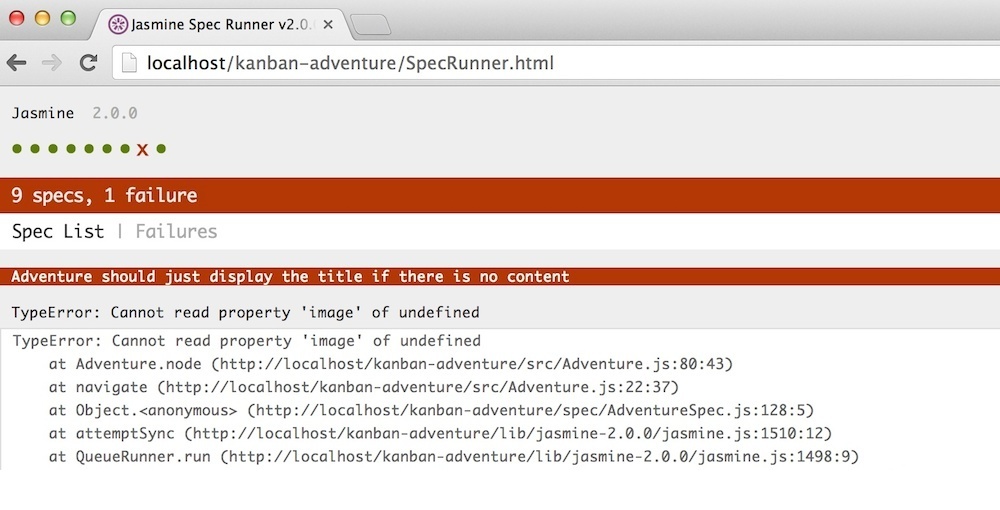 Jasmine Spec Runner v2.0.
localhost/kanban-adventure/SpecRunner.html
Jasmine 2.0.0
• • • • • • • x •
9 specs, 1 failure
Spec List | Failures
Adventure should just display the title if there is no content
TypeError: Cannot read property 'image' of undefined
TypeError: Cannot read property 'image' of undefined
at Adventure.node (http://localhost/kanban-adventure/src/Adventure.js:80:43)
at navigate (http://localhost/kanban-adventure/src/Adventure.js:22:37)
at Object.<anonymous> (http://localhost/kanban-adventure/spec/AdventureSpec.js:128:5)
at attemptSync (http://localhost/kanban-adventure/lib/jasmine-2.0.0/jasmine.js:1510:12)
at QueueRunner.run (http://localhost/kanban-adventure/lib/jasmine-2.0.0/jasmine.js:1498:9)